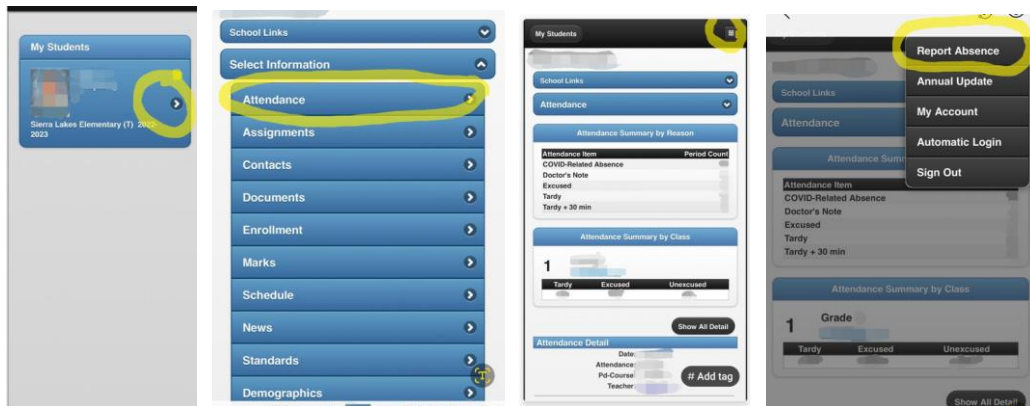 My Students
Sierra Lakes Elementary (T) 2022-
2023
School Links
Select Information
Attendance
Assignments
Contacts
Documents
Enrollment
Marks
Schedule
News
Standards
Demographics
My Students
School Links
Attendance
Attendance Summary by Reason
Attendance Item Period Count
COVID-Related Absence
Doctor's Note
Excused
Tardy
Tardy + 30 min
Attendance Summary by Class
1
Tardy Excused Unexcused
Show All Detail
Attendance Detail
Date:
Attendance:
Pd-Course:
Teacher:
# Add tag
Report Absence
Annual Update
My Account
Automatic Login
Sign Out
School Links
Attendance
Attendance Summ
Attendance Item
COVID-Related Absence
Doctor's Note
Excused
Tardy
Tardy + 30 min
Attendance Summary by Class
1 Grade
Tardy Excused Unexcused
Show All Detail